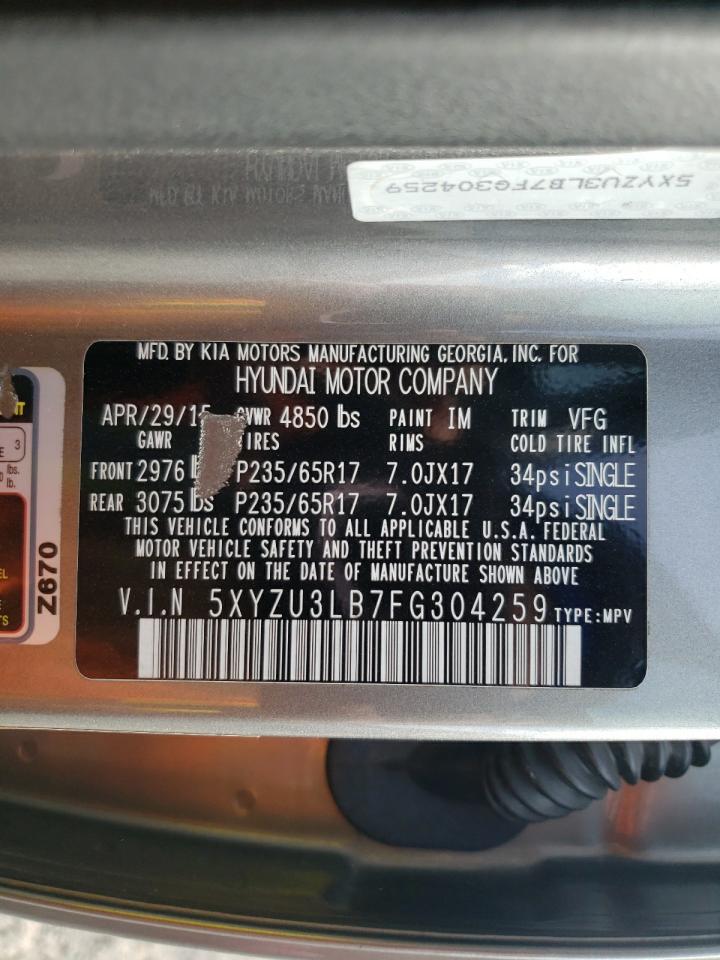 5XYZU3LB7FG304259
MFD. BY KIA MOTORS MANUFACTURING GEORGIA, INC. FOR
HYUNDAI MOTOR COMPANY
APR/29/15 GVWR 4850 lbs PAINT IM TRIM VFG
GAWR TIRES RIMS COLD TIRE INFL
FRONT 2976 P235/65R17 7.0JX17 34psi SINGLE
REAR 3075 lbs P235/65R17 7.0JX17 34psi SINGLE
THIS VEHICLE CONFORMS TO ALL APPLICABLE U.S.A. FEDERAL
MOTOR VEHICLE SAFETY AND THEFT PREVENTION STANDARDS
IN EFFECT ON THE DATE OF MANUFACTURE SHOWN ABOVE
V.I.N 5XYZU3LB7FG304259 TYPE:MPV
3
lbs.
lb.
Z670